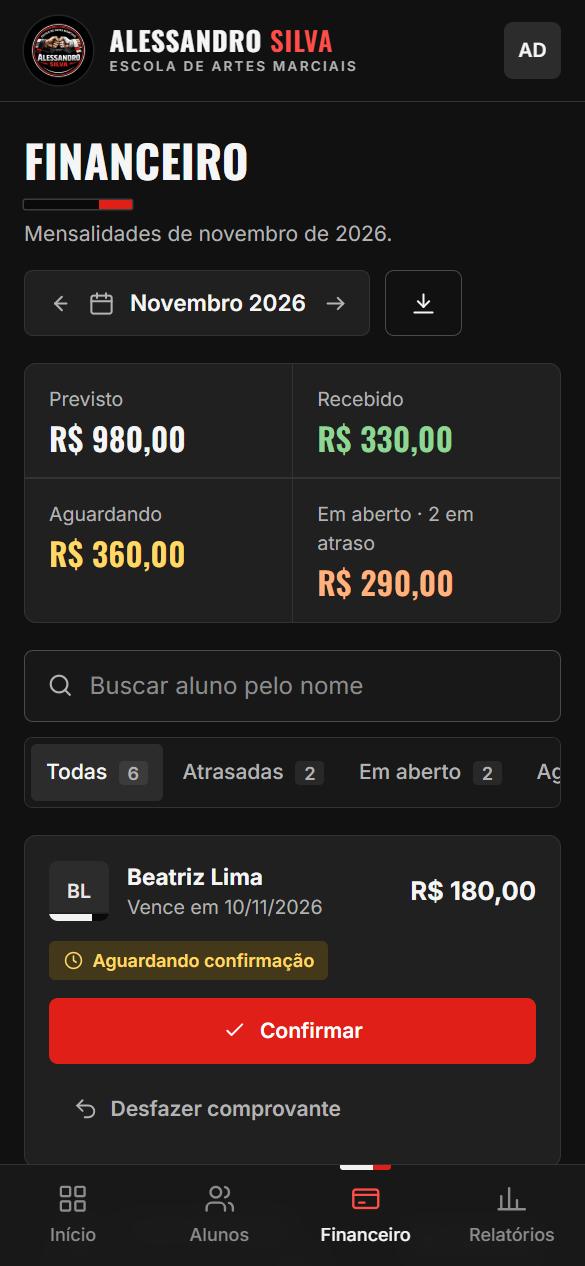 ALESSANDRO SILVA
ESCOLA DE ARTES MARCIAIS
AD
ALESSANDRO
SILVA
FINANCEIRO
Mensalidades de novembro de 2026.
Novembro 2026
Previsto
R$ 980,00
Recebido
R$ 330,00
Aguardando
R$ 360,00
Em aberto · 2 em
atraso
R$ 290,00
Buscar aluno pelo nome
Todas 6 Atrasadas 2 Em aberto 2 Ag
BL
Beatriz Lima
Vence em 10/11/2026
R$ 180,00
Aguardando confirmação
Confirmar
Desfazer comprovante
Início Alunos Financeiro Relatórios